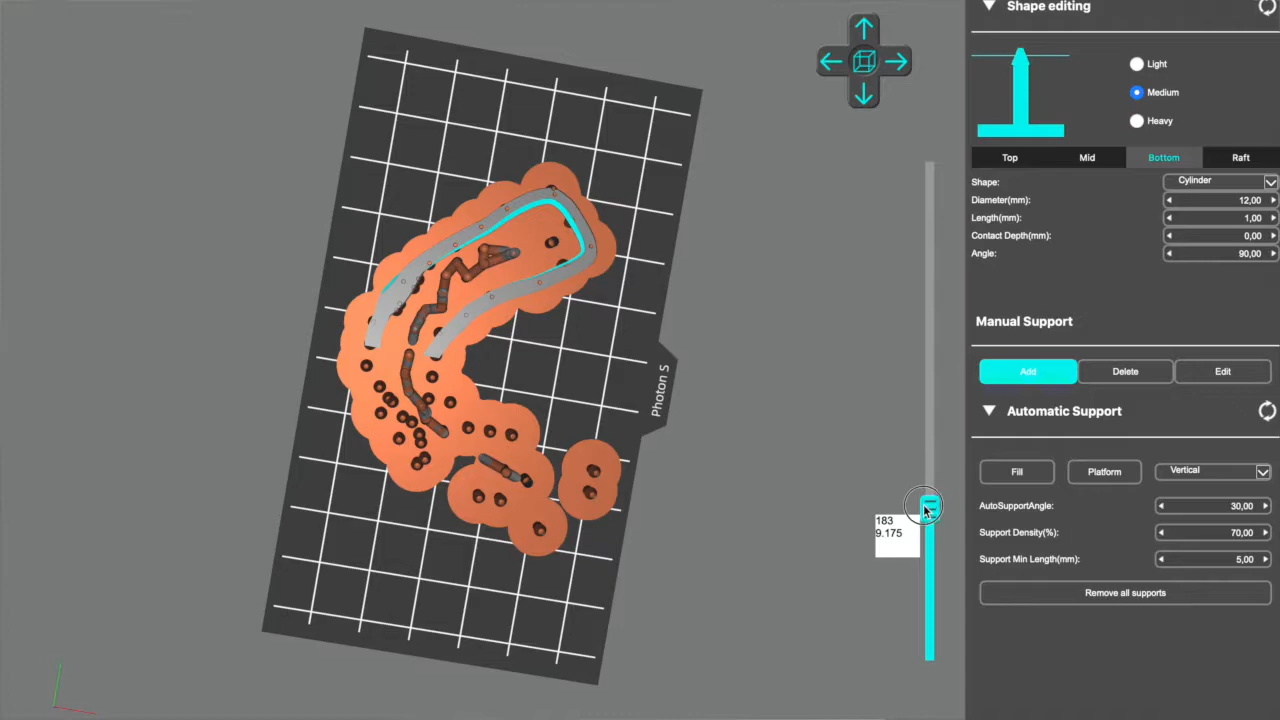 Shape editing
Light
Medium
Heavy
Top Mid Bottom Raft
Shape: Cylinder
Diameter(mm): 12,00
Length(mm): 1,00
Contact Depth(mm): 0,00
Angle: 90,00
Manual Support
Add Delete Edit
Automatic Support
Fill Platform Vertical
AutoSupportAngle: 30,00
Support Density(%): 70,00
Support Min Length(mm): 5,00
Remove all supports
Photon S
183
9.175